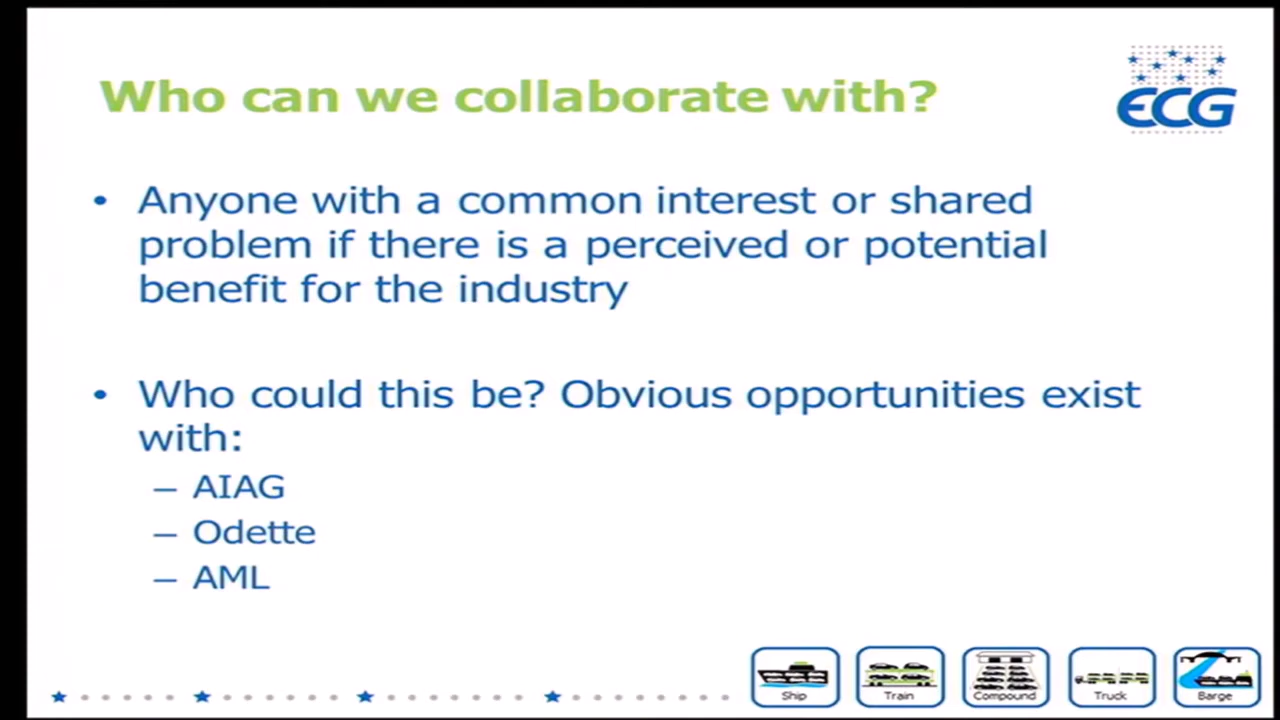 Who can we collaborate with?
ECG
• Anyone with a common interest or shared
problem if there is a perceived or potential
benefit for the industry
• Who could this be? Obvious opportunities exist
with:
– AIAG
– Odette
– AML
Ship
Train
Compound
Truck
Barge